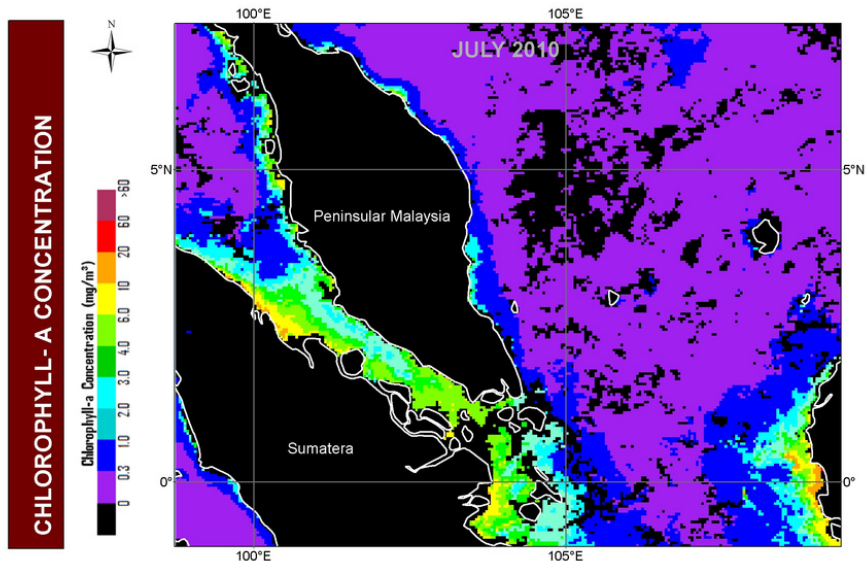 CHLOROPHYLL- A CONCENTRATION
N
Chlorophyll-a Concentration (mg/m³)
>60
60
20
10
6.0
4.0
3.0
2.0
1.0
0.3
0
100°E
105°E
JULY 2010
5°N
5°N
Peninsular Malaysia
Sumatera
0°
0°
100°E
105°E